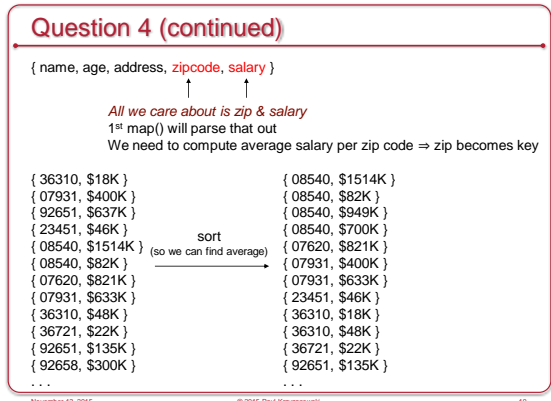 Question 4 (continued)
{ name, age, address, zipcode, salary }
All we care about is zip & salary
1st map() will parse that out
We need to compute average salary per zip code ⇒ zip becomes key
{ 36310, $18K }
{ 07931, $400K }
{ 92651, $637K }
{ 23451, $46K }
{ 08540, $1514K }
{ 08540, $82K }
{ 07620, $821K }
{ 07931, $633K }
{ 36310, $48K }
{ 36721, $22K }
{ 92651, $135K }
{ 92658, $300K }
. . .
sort
(so we can find average)
{ 08540, $1514K }
{ 08540, $82K }
{ 08540, $949K }
{ 08540, $700K }
{ 07620, $821K }
{ 07931, $400K }
{ 07931, $633K }
{ 23451, $46K }
{ 36310, $18K }
{ 36310, $48K }
{ 36721, $22K }
{ 92651, $135K }
. . .